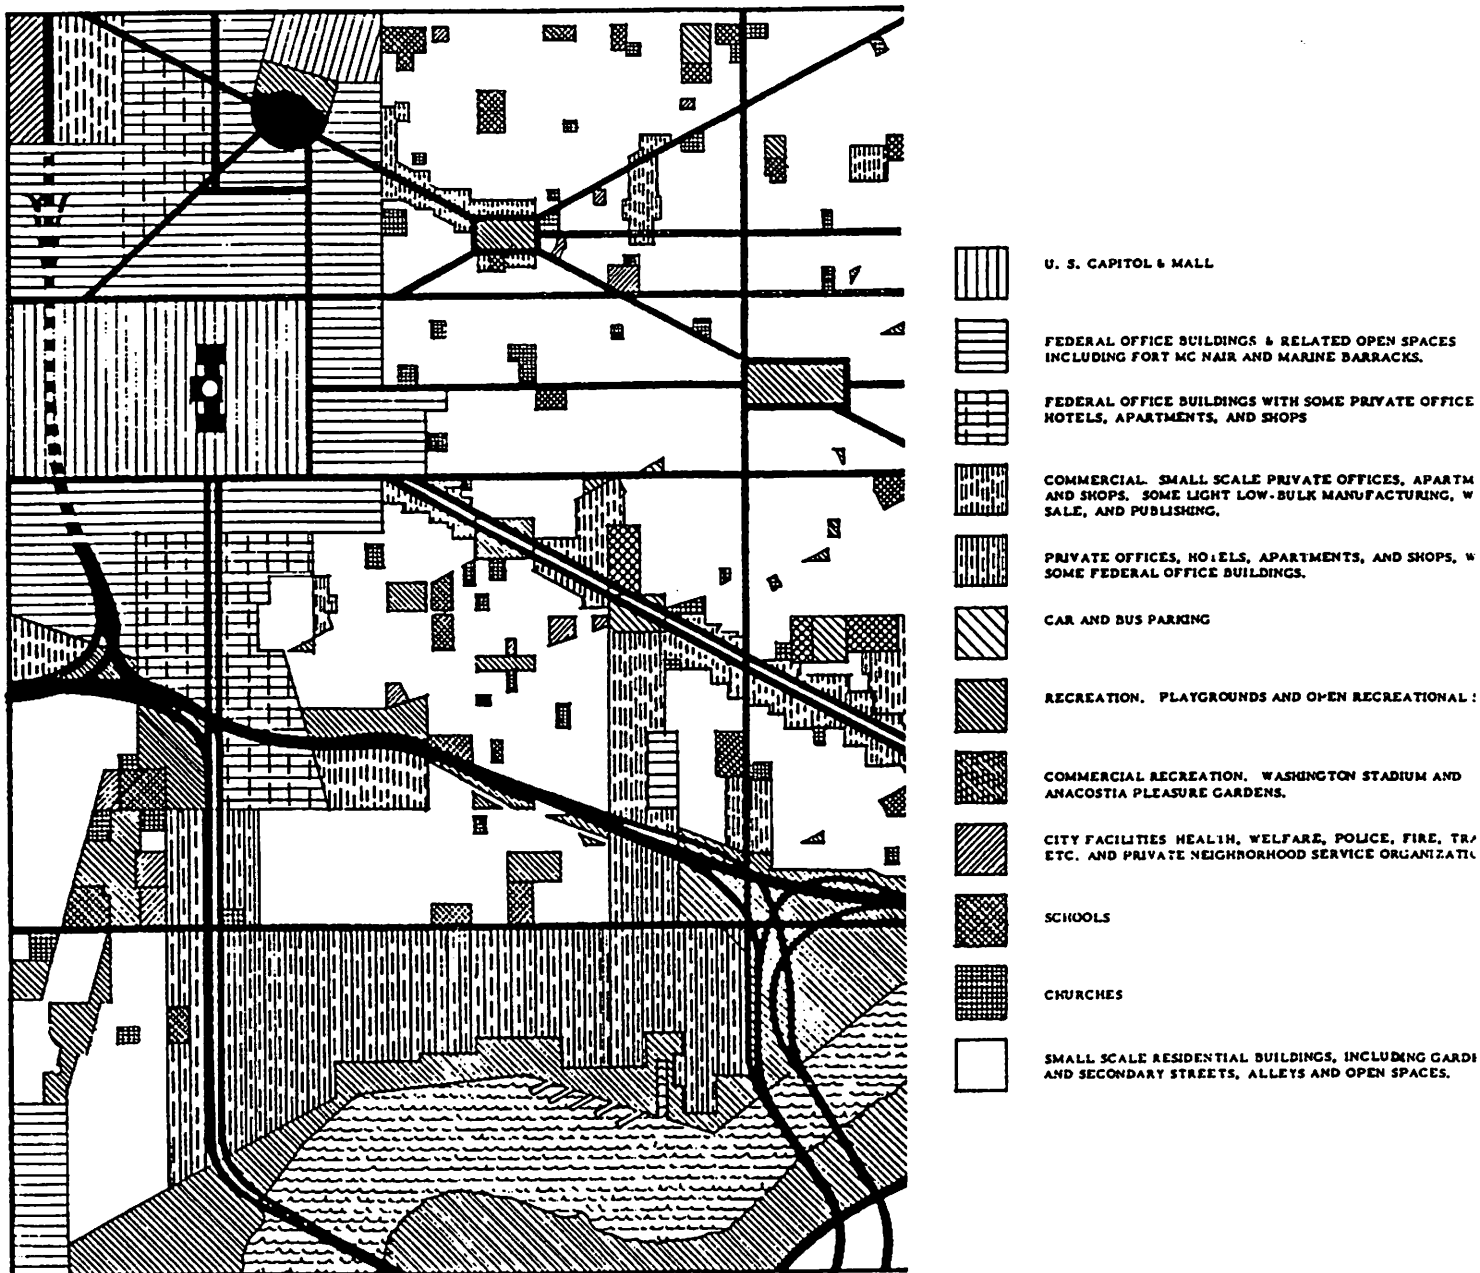 U. S. CAPITOL & MALL
FEDERAL OFFICE BUILDINGS & RELATED OPEN SPACES
INCLUDING FORT MC NAIR AND MARINE BARRACKS.
FEDERAL OFFICE BUILDINGS WITH SOME PRIVATE OFFICE
HOTELS, APARTMENTS, AND SHOPS
COMMERCIAL. SMALL SCALE PRIVATE OFFICES, APARTM
AND SHOPS. SOME LIGHT LOW-BULK MANUFACTURING, W
SALE, AND PUBLISHING.
PRIVATE OFFICES, HOTELS, APARTMENTS, AND SHOPS, W
SOME FEDERAL OFFICE BUILDINGS.
CAR AND BUS PARKING
RECREATION. PLAYGROUNDS AND OPEN RECREATIONAL S
COMMERCIAL RECREATION. WASHINGTON STADIUM AND
ANACOSTIA PLEASURE GARDENS.
CITY FACILITIES HEALTH, WELFARE, POLICE, FIRE, TRA
ETC. AND PRIVATE NEIGHBORHOOD SERVICE ORGANIZATIO
SCHOOLS
CHURCHES
SMALL SCALE RESIDENTIAL BUILDINGS, INCLUDING GARDE
AND SECONDARY STREETS, ALLEYS AND OPEN SPACES.